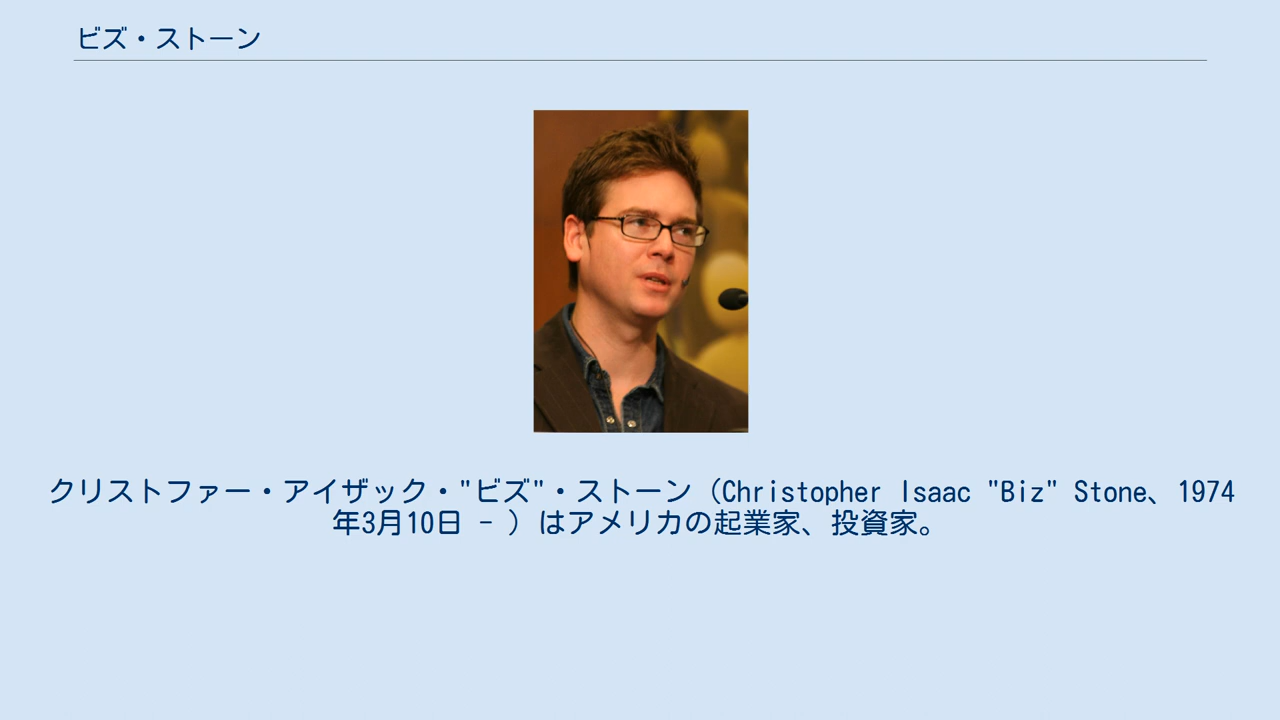 ビズ・ストーン
クリストファー・アイザック・"ビズ"・ストーン（Christopher Isaac "Biz" Stone、1974
年3月10日 - ）はアメリカの起業家、投資家。